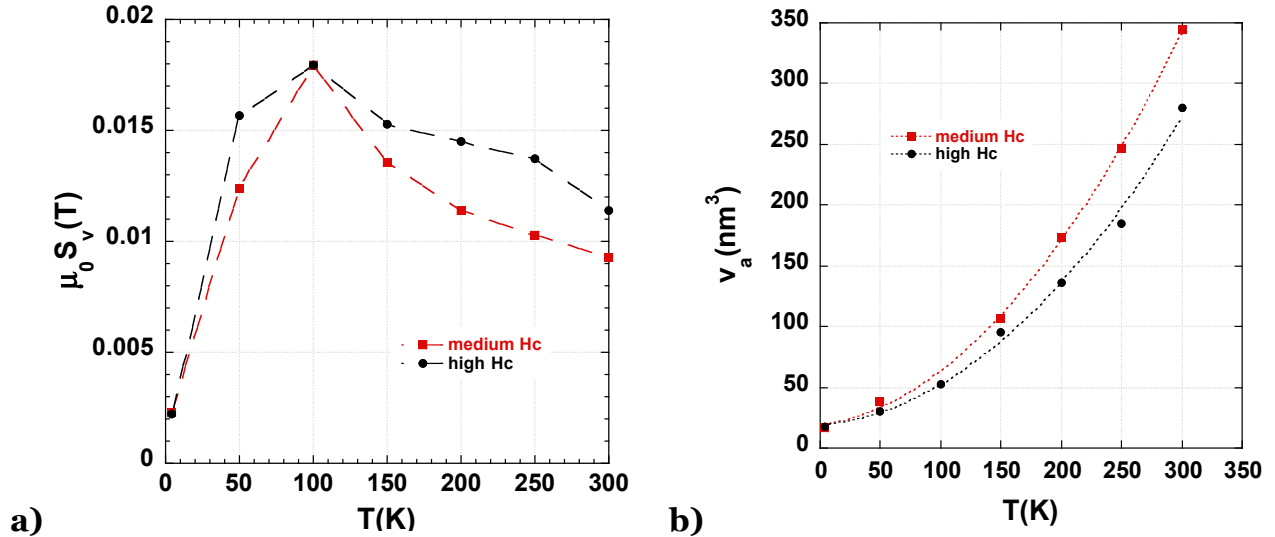 0.02
0.015
0.01
0.005
0
μ₀ Sᵥ (T)
medium Hc
high Hc
0 50 100 150 200 250 300
T(K)
a)
350
300
250
200
150
100
50
0
vₐ (nm³)
medium Hc
high Hc
0 50 100 150 200 250 300 350
T(K)
b)